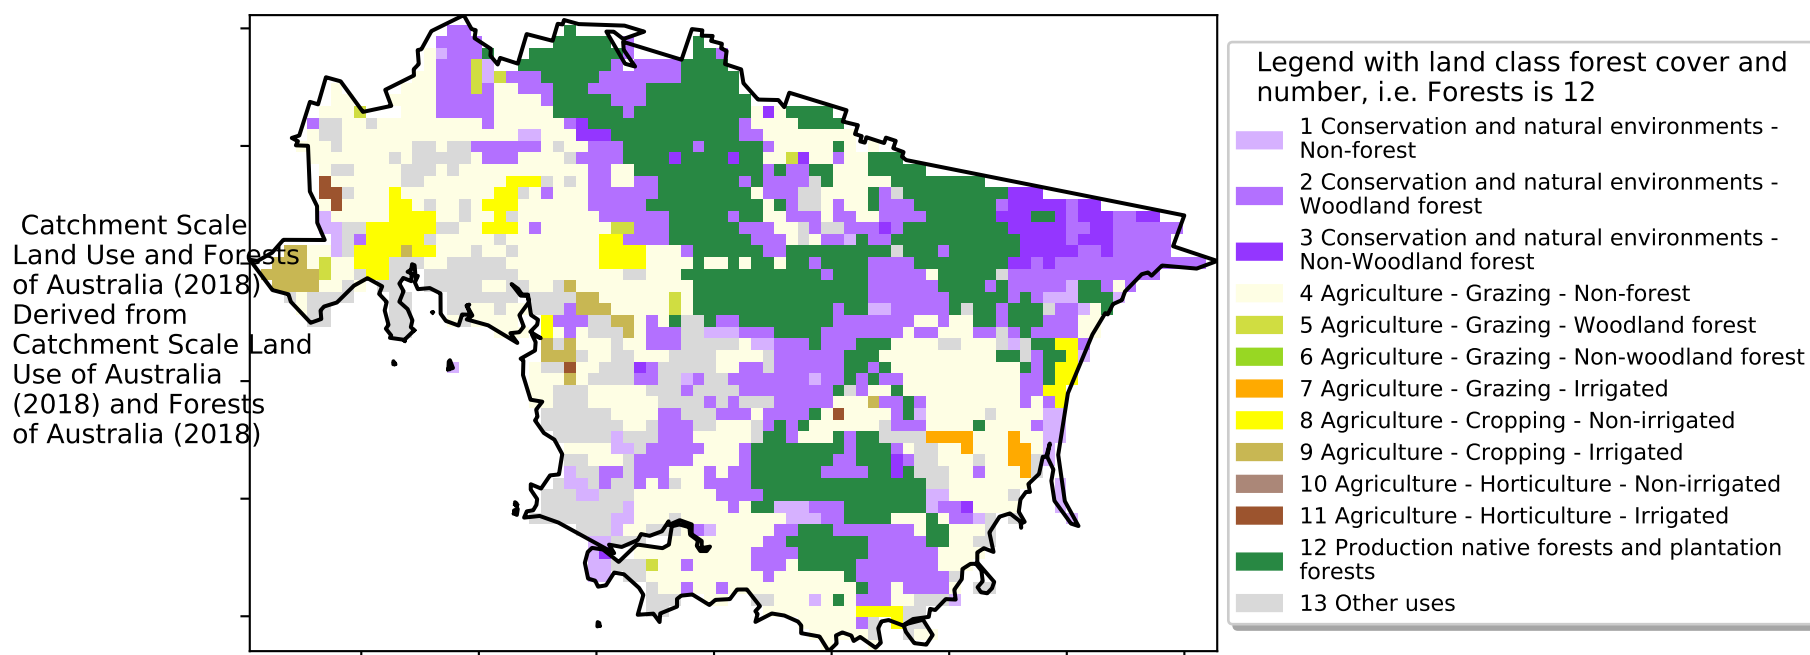 Catchment Scale
Land Use and Forests
of Australia (2018)
Derived from
Catchment Scale Land
Use of Australia
(2018) and Forests
of Australia (2018)
Legend with land class forest cover and
number, i.e. Forests is 12
1 Conservation and natural environments -
Non-forest
2 Conservation and natural environments -
Woodland forest
3 Conservation and natural environments -
Non-Woodland forest
4 Agriculture - Grazing - Non-forest
5 Agriculture - Grazing - Woodland forest
6 Agriculture - Grazing - Non-woodland forest
7 Agriculture - Grazing - Irrigated
8 Agriculture - Cropping - Non-irrigated
9 Agriculture - Cropping - Irrigated
10 Agriculture - Horticulture - Non-irrigated
11 Agriculture - Horticulture - Irrigated
12 Production native forests and plantation
forests
13 Other uses